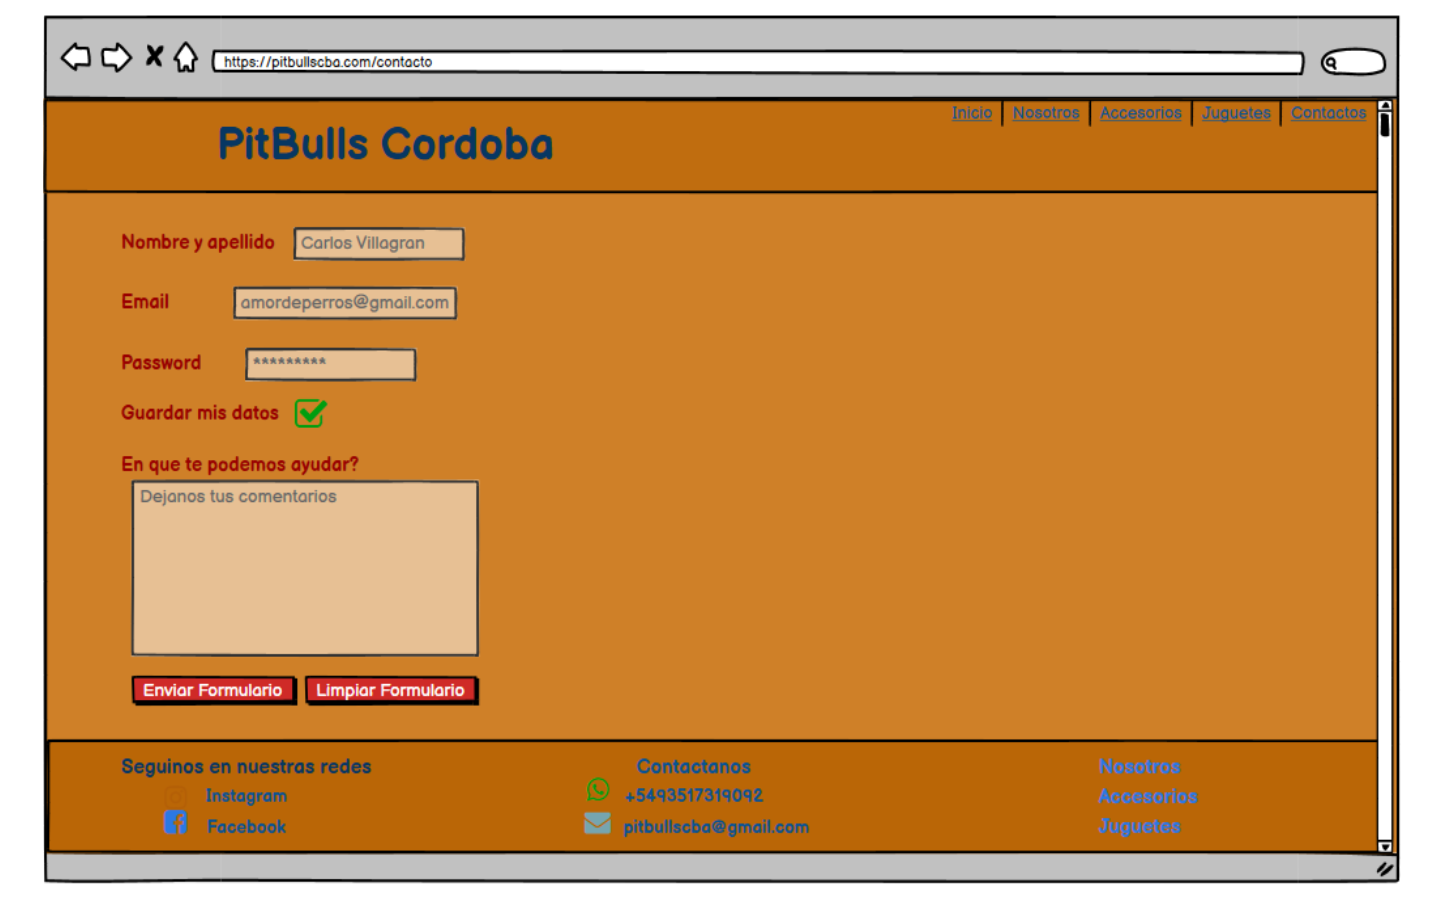 https://pitbullscba.com/contacto
Inicio Nosotros Accesorios Juguetes Contactos
PitBulls Cordoba
Nombre y apellido Carlos Villagran
Email amordeperros@gmail.com
Password *********
Guardar mis datos
En que te podemos ayudar?
Dejanos tus comentarios
Enviar Formulario Limpiar Formulario
Seguinos en nuestras redes Contactanos Nosotros
Instagram +5493517319092 Accesorios
Facebook pitbullscba@gmail.com Juguetes